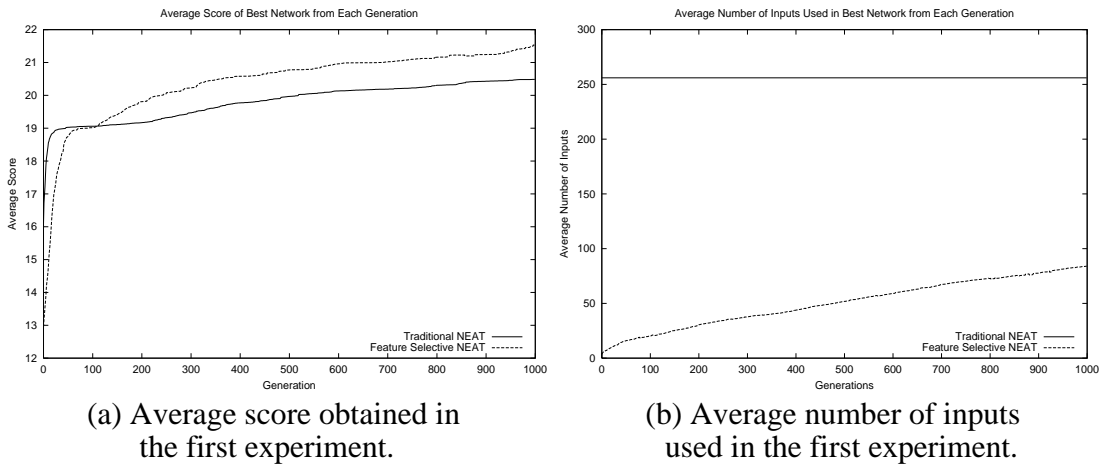 Average Score of Best Network from Each Generation
22
21
20
19
18
17
16
15
14
13
12
Average Score
0 100 200 300 400 500 600 700 800 900 1000
Generation
Traditional NEAT
Feature Selective NEAT
(a) Average score obtained in
the first experiment.
Average Number of Inputs Used in Best Network from Each Generation
300
250
200
150
100
50
0
Average Number of Inputs
0 100 200 300 400 500 600 700 800 900 1000
Generations
Traditional NEAT
Feature Selective NEAT
(b) Average number of inputs
used in the first experiment.